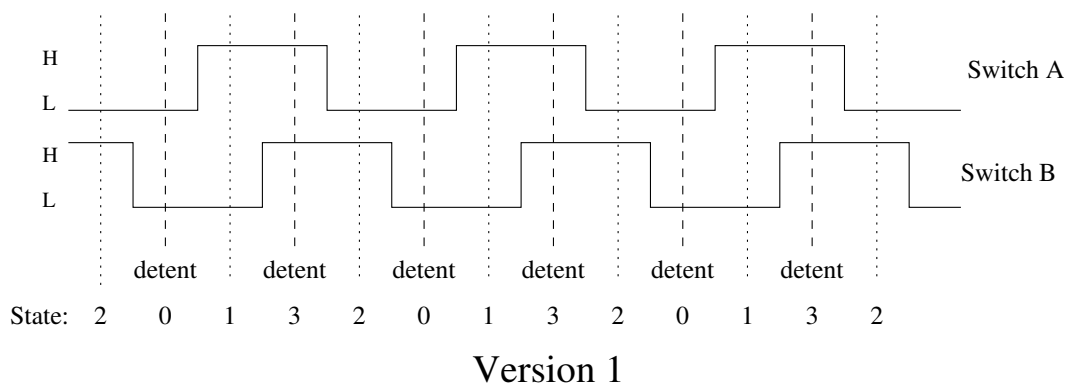 H
Switch A
L
H
Switch B
L
detent detent detent detent detent detent
State: 2 0 1 3 2 0 1 3 2 0 1 3 2
Version 1